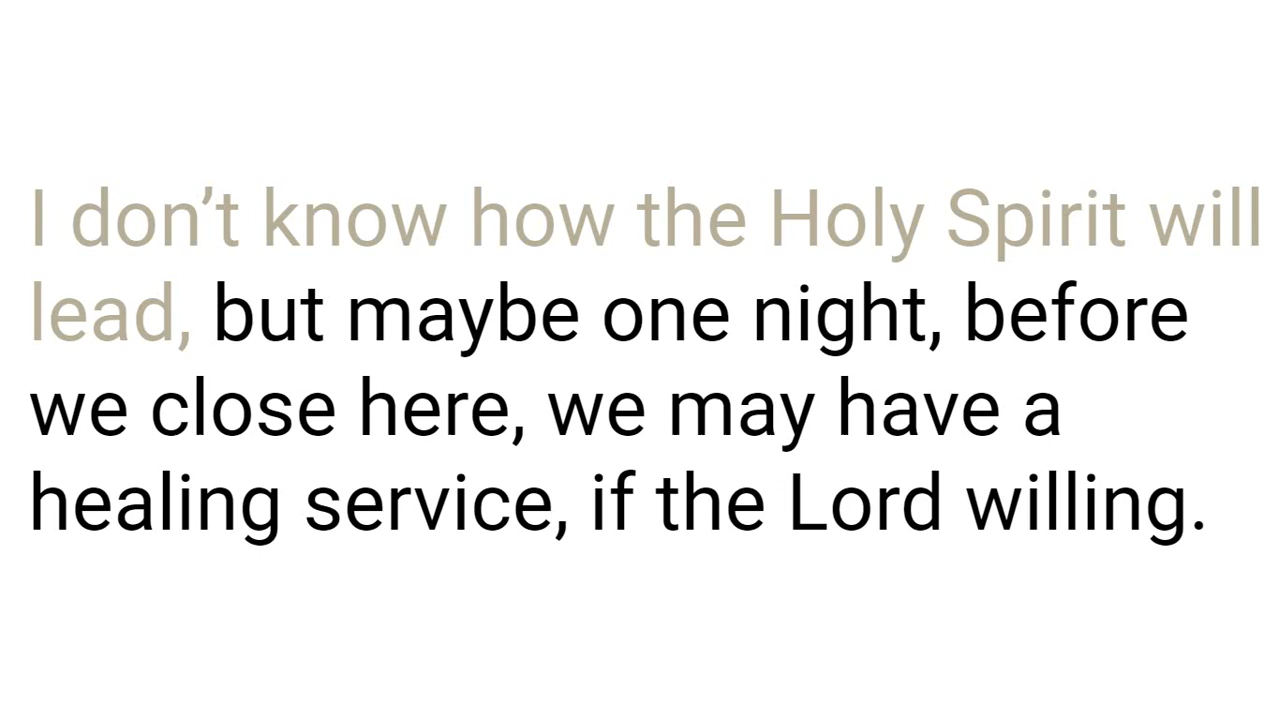 I don’t know how the Holy Spirit will
lead, but maybe one night, before
we close here, we may have a
healing service, if the Lord willing.